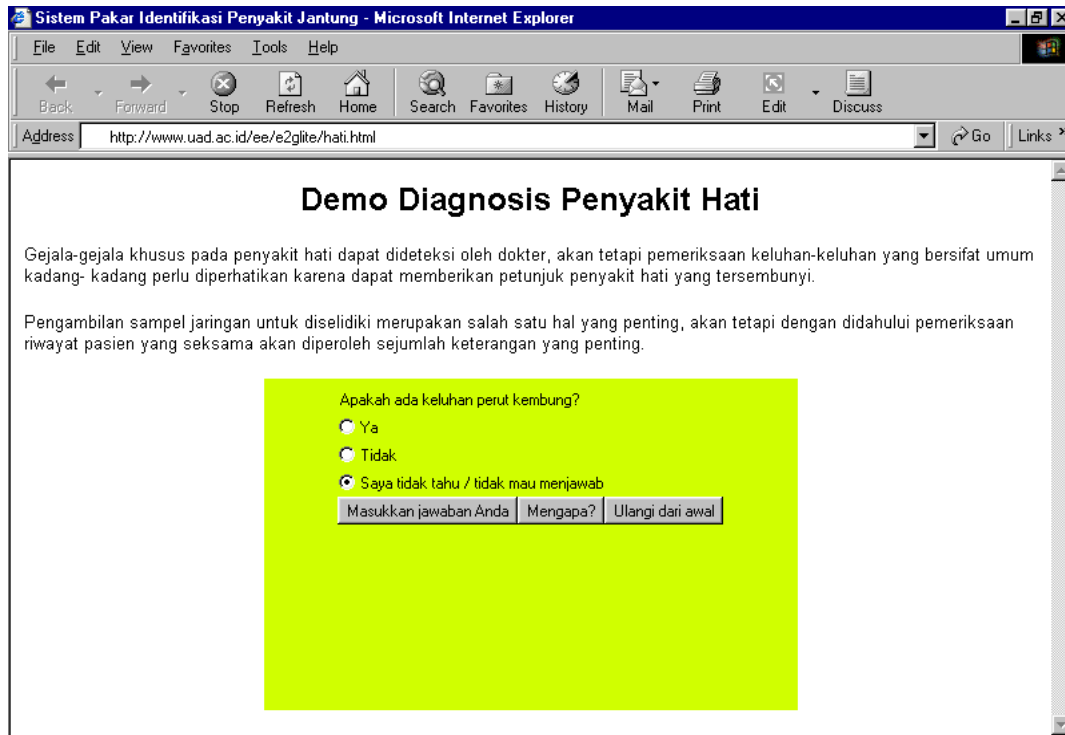 Sistem Pakar Identifikasi Penyakit Jantung - Microsoft Internet Explorer
File Edit View Favorites Tools Help
Back Forward Stop Refresh Home Search Favorites History Mail Print Edit Discuss
Address http://www.uad.ac.id/ee/e2glite/hati.html Go Links
Demo Diagnosis Penyakit Hati
Gejala-gejala khusus pada penyakit hati dapat dideteksi oleh dokter, akan tetapi pemeriksaan keluhan-keluhan yang bersifat umum
kadang- kadang perlu diperhatikan karena dapat memberikan petunjuk penyakit hati yang tersembunyi.
Pengambilan sampel jaringan untuk diselidiki merupakan salah satu hal yang penting, akan tetapi dengan didahului pemeriksaan
riwayat pasien yang seksama akan diperoleh sejumlah keterangan yang penting.
Apakah ada keluhan perut kembung?
Ya
Tidak
Saya tidak tahu / tidak mau menjawab
Masukkan jawaban Anda Mengapa? Ulangi dari awal